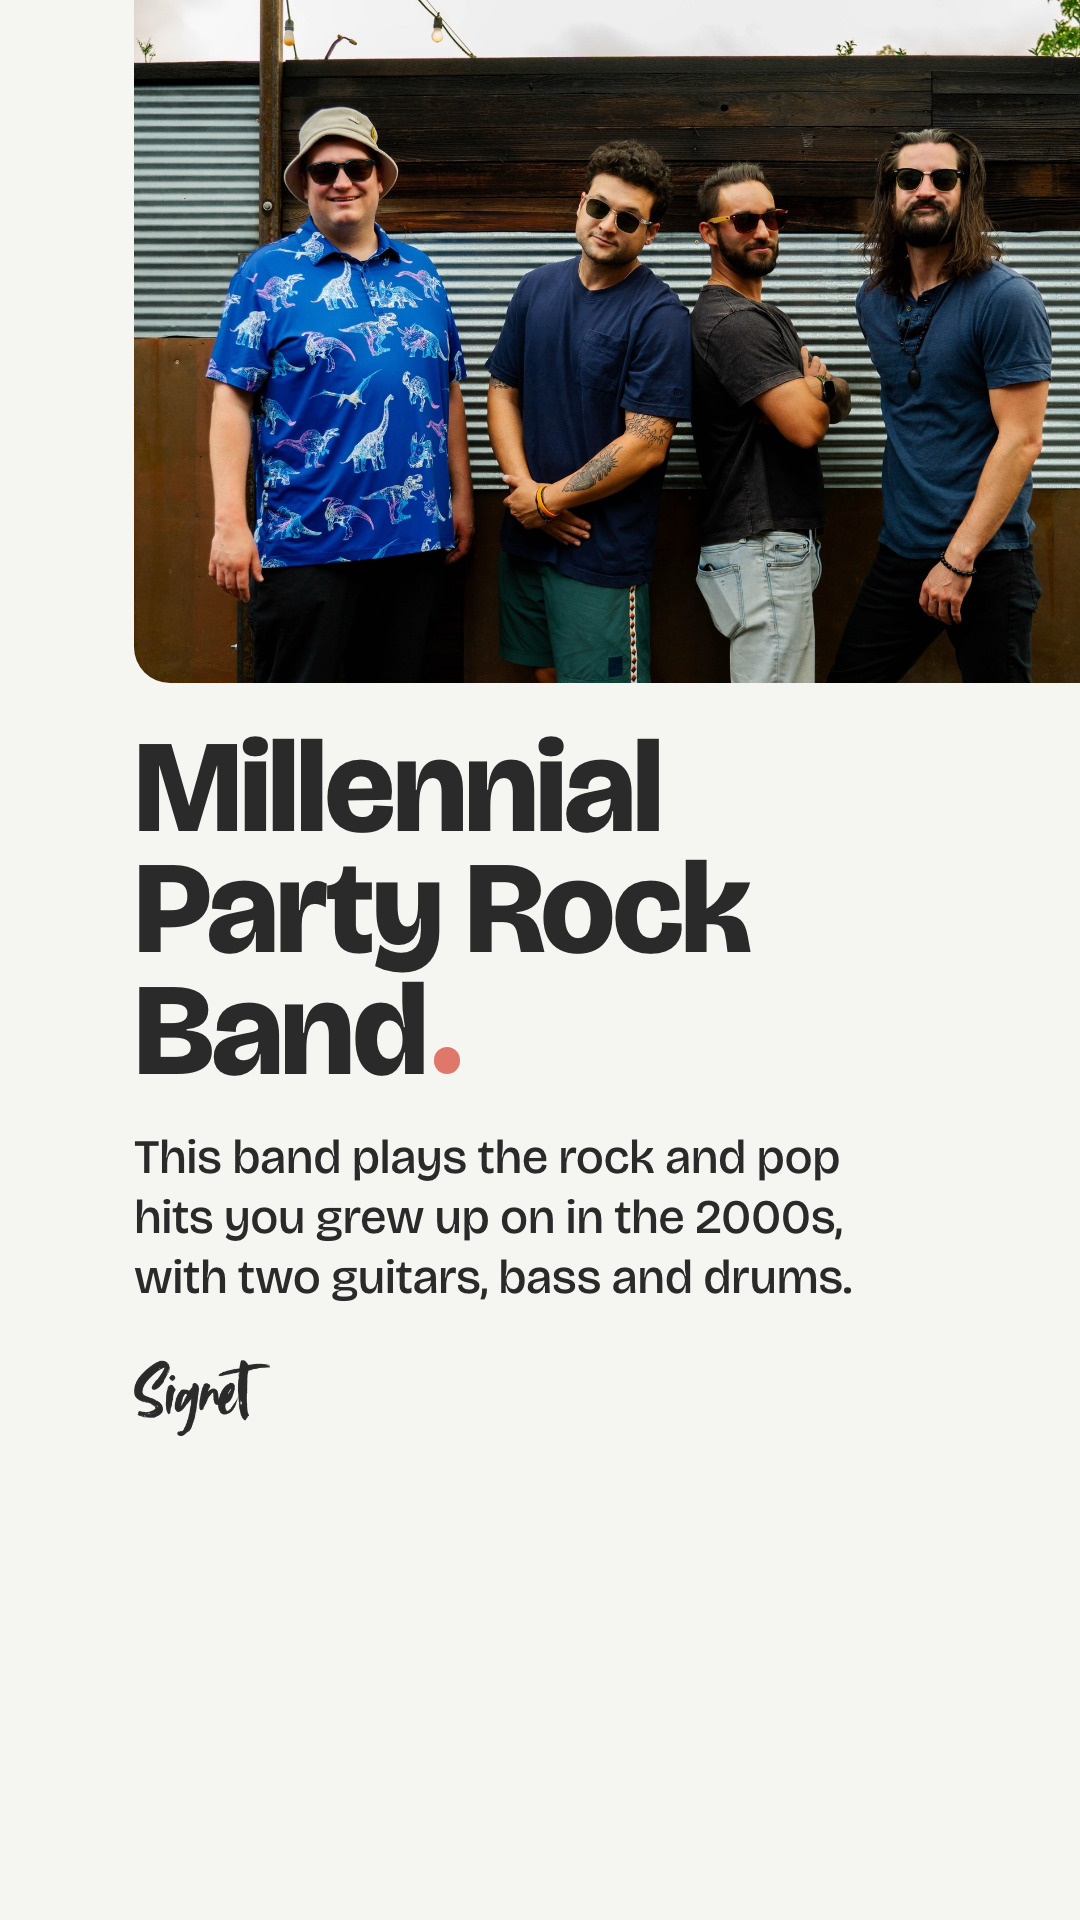 Millennial
Party Rock
Band.
This band plays the rock and pop
hits you grew up on in the 2000s,
with two guitars, bass and drums.
Signet